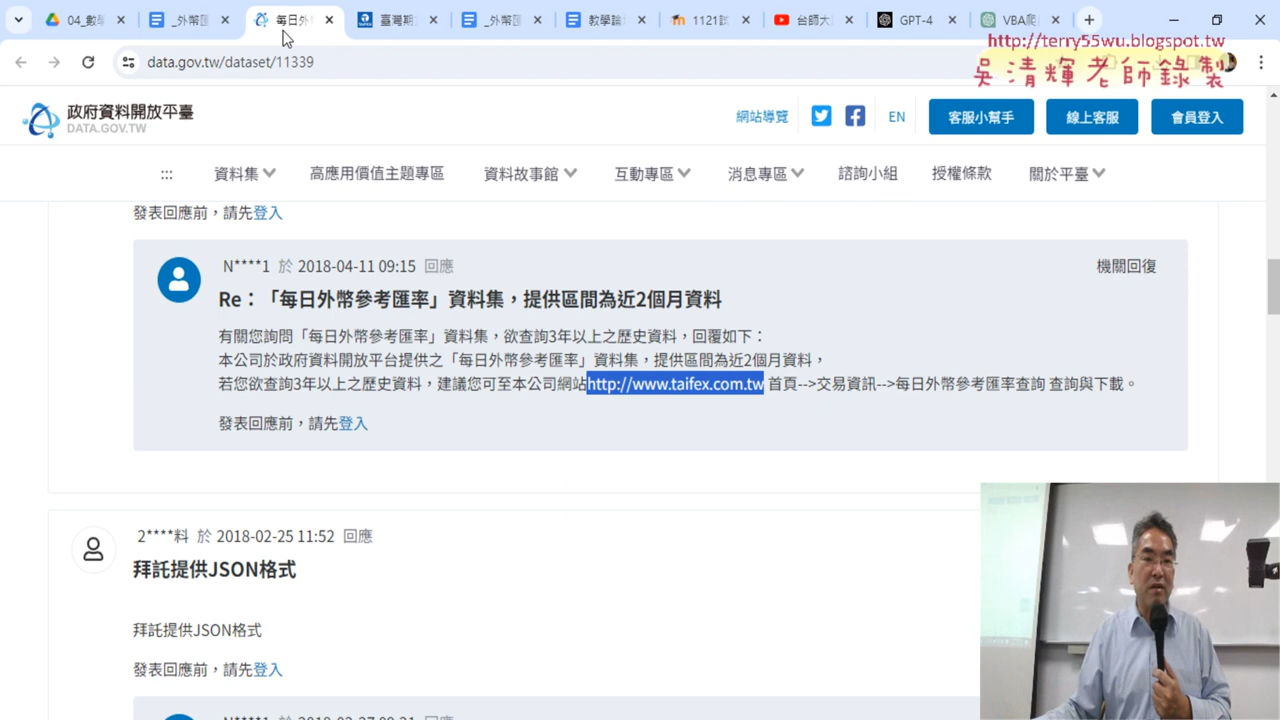 04_數
_外幣
每日外
臺灣期
_外幣
教學論
1121試
台師大
GPT-4
VBA爬
http://terry55wu.blogspot.tw
data.gov.tw/dataset/11339
吳清輝老師錄製
政府資料開放平臺
DATA.GOV.TW
網站導覽
EN
客服小幫手
線上客服
會員登入
:::
資料集
高應用價值主題專區
資料故事館
互動專區
消息專區
諮詢小組
授權條款
關於平臺
發表回應前，請先登入
N****1 於 2018-04-11 09:15 回應
機關回復
Re：「每日外幣參考匯率」資料集，提供區間為近2個月資料
有關您詢問「每日外幣參考匯率」資料集，欲查詢3年以上之歷史資料，回覆如下：
本公司於政府資料開放平台提供之「每日外幣參考匯率」資料集，提供區間為近2個月資料，
若您欲查詢3年以上之歷史資料，建議您可至本公司網站http://www.taifex.com.tw 首頁-->交易資訊-->每日外幣參考匯率查詢 查詢與下載。
發表回應前，請先登入
2****料 於 2018-02-25 11:52 回應
拜託提供JSON格式
拜託提供JSON格式
發表回應前，請先登入
N****1 於 2018-02-27 09:21 回應